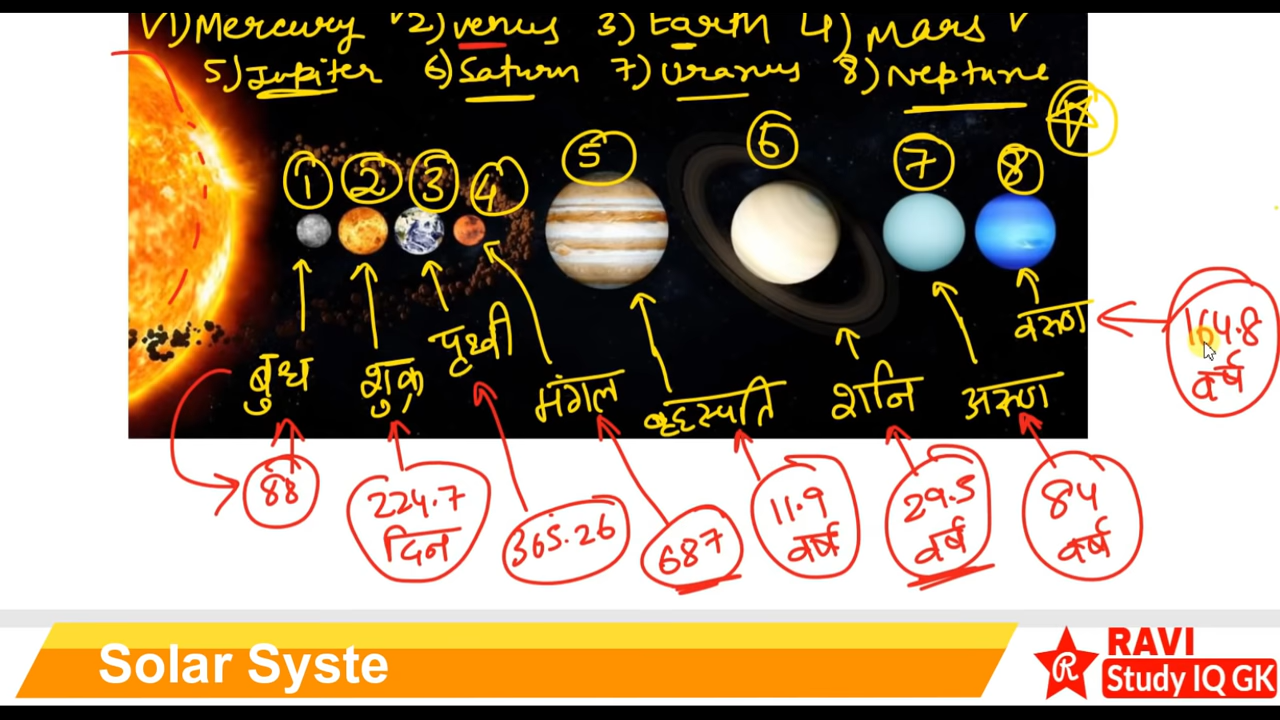 1) Mercury 2) Venus 3) Earth 4) Mars
5) Jupiter 6) Saturn 7) Uranus 8) Neptune
1 2 3 4 5 6 7 8
बुध शुक्र पृथ्वी मंगल बृहस्पति शनि अरुण वरुण
88
224.7
दिन
365.26
687
11.9
वर्ष
29.5
वर्ष
84
वर्ष
164.8
वर्ष
Solar Syste
RAVI
R
Study IQ GK